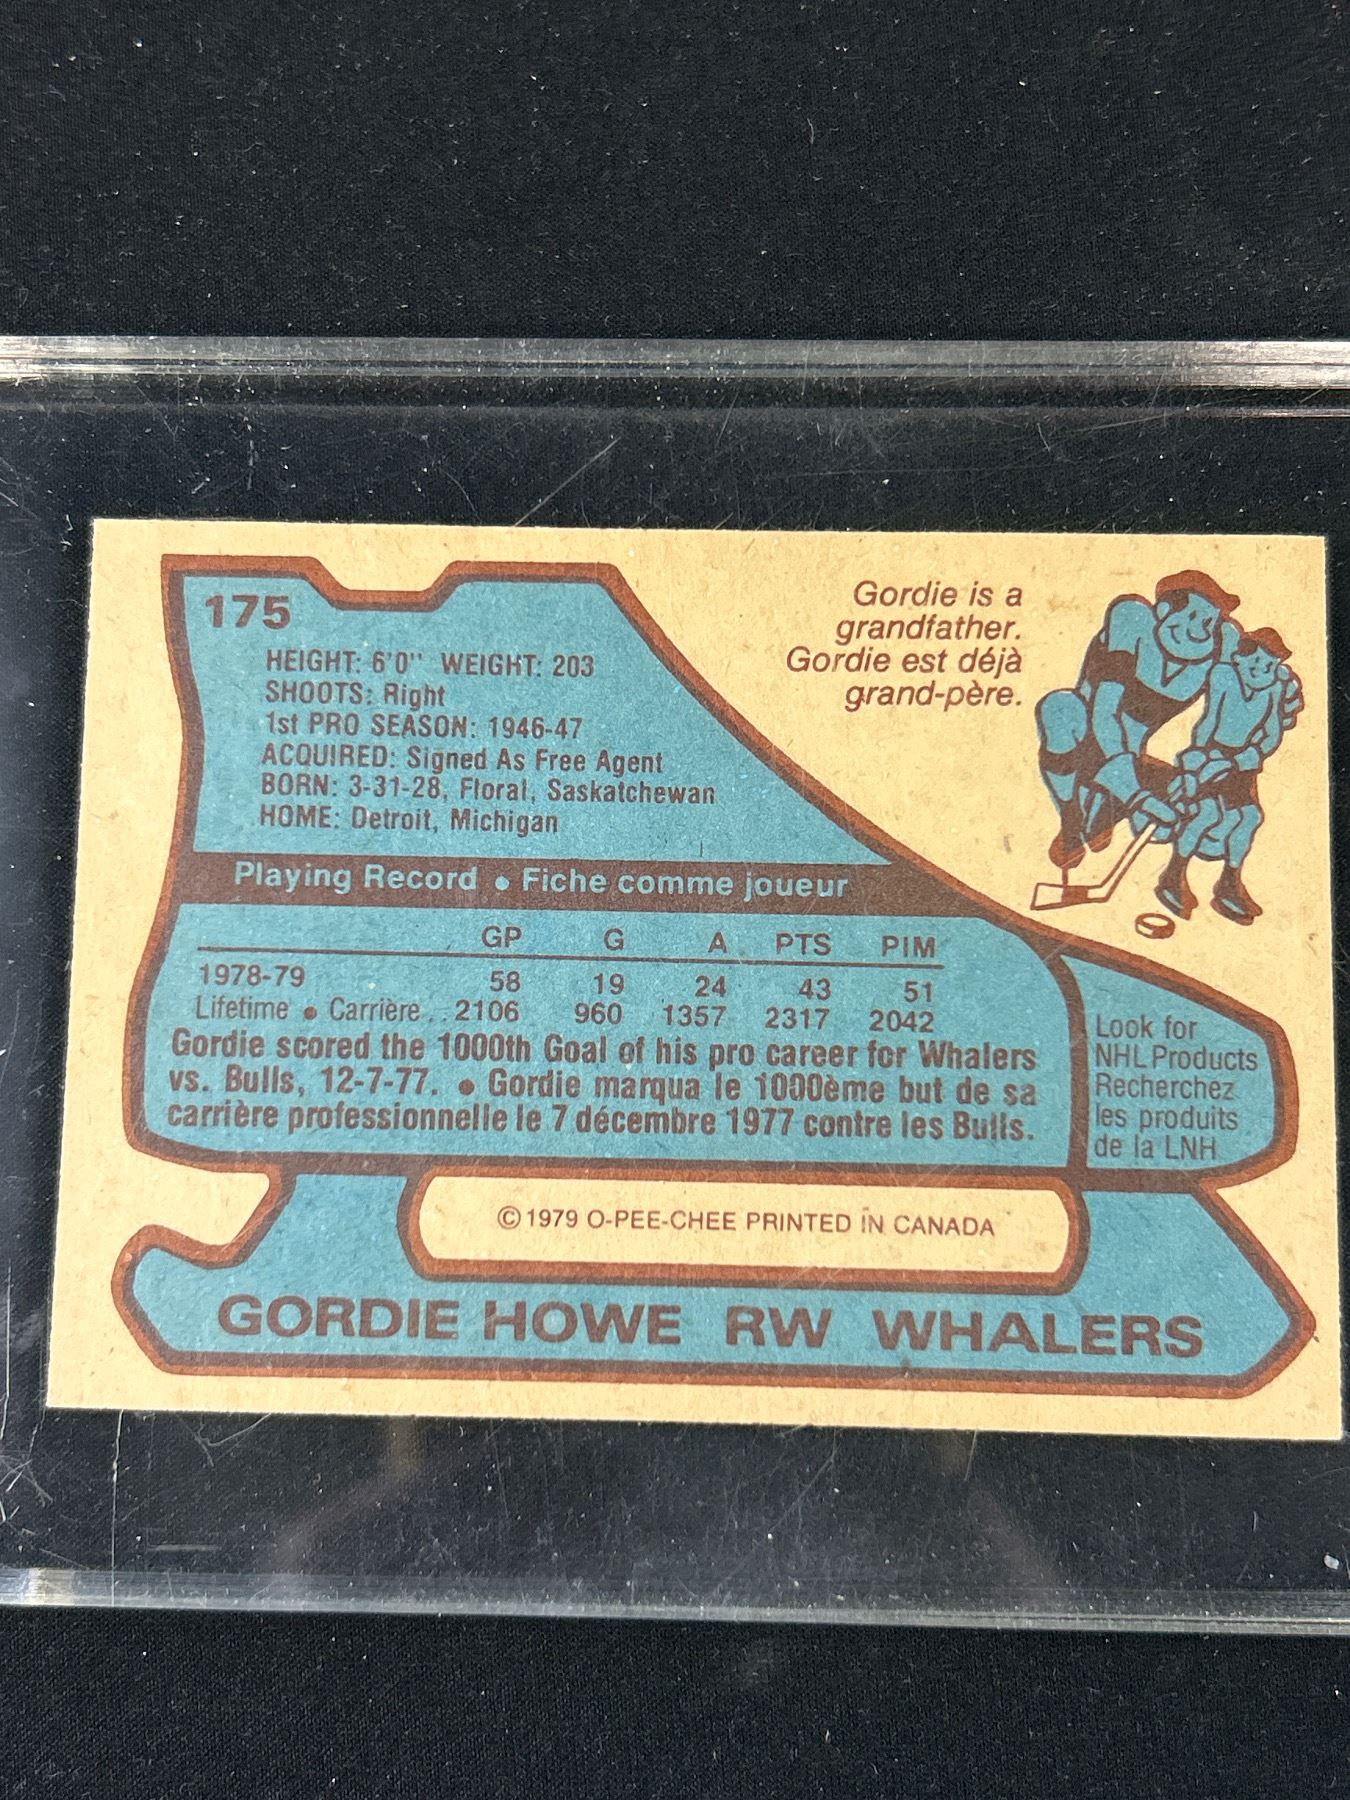 175
HEIGHT: 6'0" WEIGHT: 203
SHOOTS: Right
1st PRO SEASON: 1946-47
ACQUIRED: Signed As Free Agent
BORN: 3-31-28, Floral, Saskatchewan
HOME: Detroit, Michigan
Gordie is a
grandfather.
Gordie est déjà
grand-père.
Playing Record • Fiche comme joueur
GP G A PTS PIM
1978-79 58 19 24 43 51
Lifetime • Carrière .. 2106 960 1357 2317 2042
Gordie scored the 1000th Goal of his pro career for Whalers
vs. Bulls, 12-7-77. • Gordie marqua le 1000ème but de sa
carrière professionnelle le 7 décembre 1977 contre les Bulls.
Look for
NHL Products
Recherchez
les produits
de la LNH
© 1979 O-PEE-CHEE PRINTED IN CANADA
GORDIE HOWE RW WHALERS